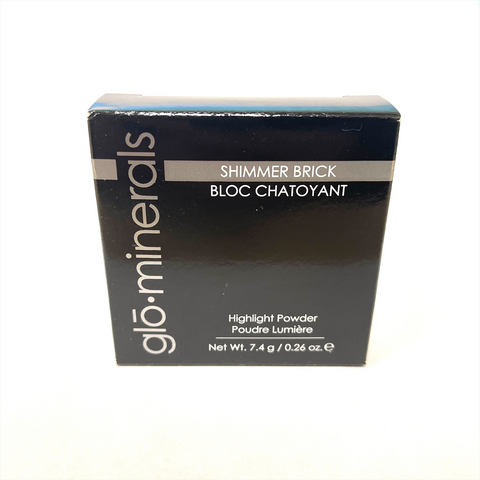 glō•minerals
SHIMMER BRICK
BLOC CHATOYANT
Highlight Powder
Poudre Lumière
Net Wt. 7.4 g / 0.26 oz. ℮